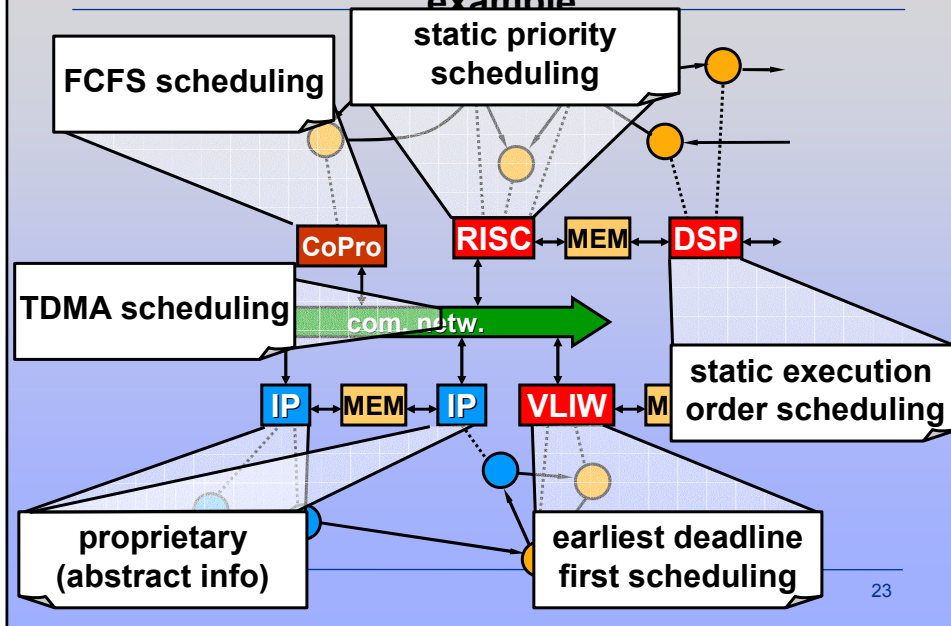 example
static priority
scheduling
FCFS scheduling
CoPro
RISC
MEM
DSP
TDMA scheduling
com. netw.
static execution
order scheduling
IP
MEM
IP
VLIW
M
proprietary
(abstract info)
earliest deadline
first scheduling
23